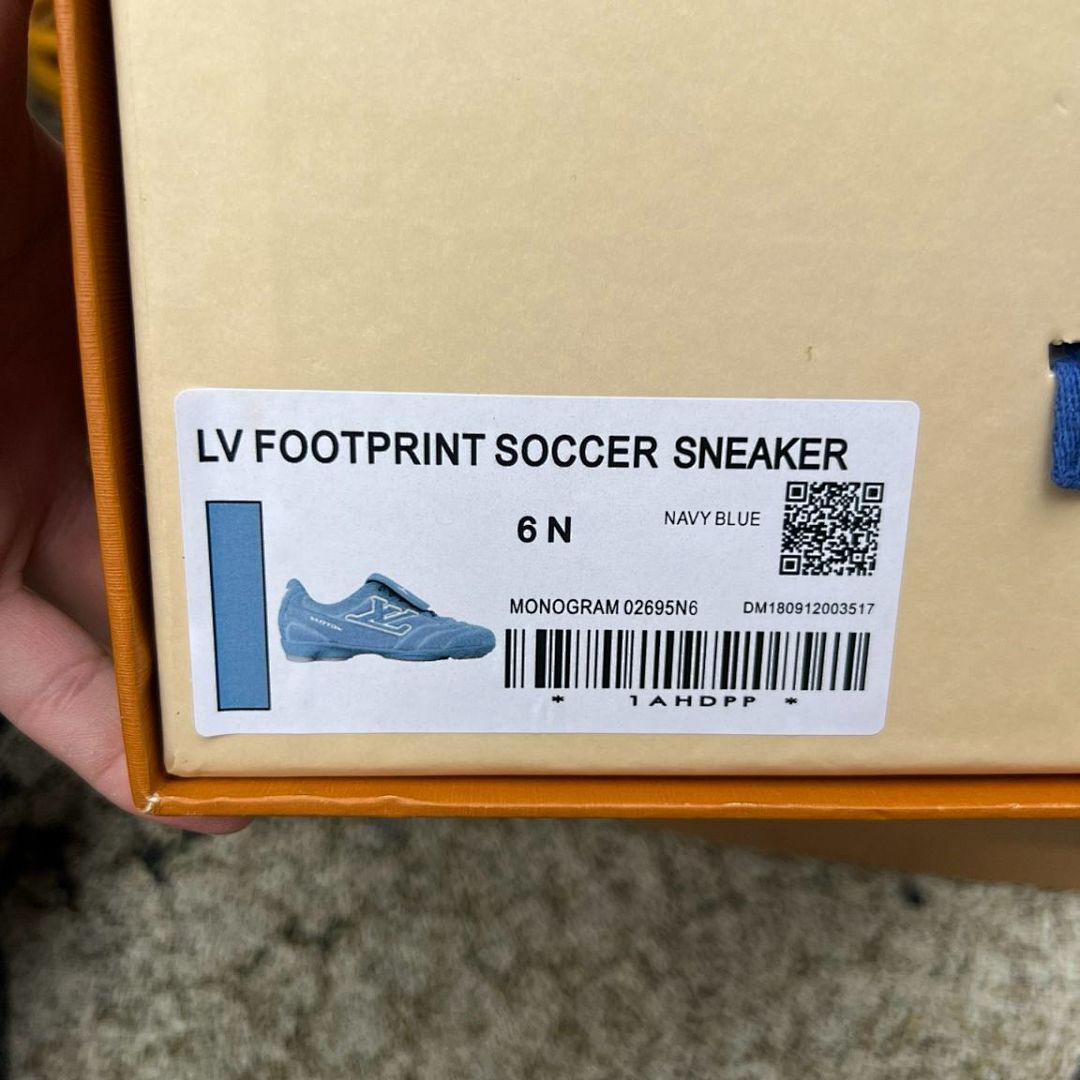 LV FOOTPRINT SOCCER SNEAKER
6 N
NAVY BLUE
MONOGRAM 02695N6
DM180912003517
* 1AHDPP *